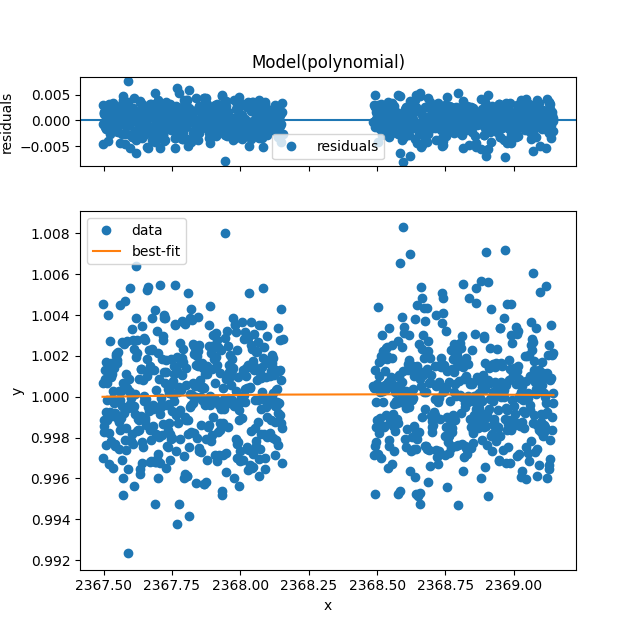 Model(polynomial)
residuals
0.005
0.000
−0.005
residuals
data
best-fit
y
1.008
1.006
1.004
1.002
1.000
0.998
0.996
0.994
0.992
2367.50 2367.75 2368.00 2368.25 2368.50 2368.75 2369.00
x